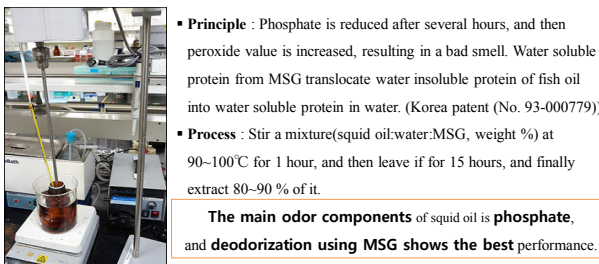 ▪ Principle : Phosphate is reduced after several hours, and then
peroxide value is increased, resulting in a bad smell. Water soluble
protein from MSG translocate water insoluble protein of fish oil
into water soluble protein in water. (Korea patent (No. 93-000779))
▪ Process : Stir a mixture(squid oil:water:MSG, weight %) at
90~100℃ for 1 hour, and then leave if for 15 hours, and finally
extract 80~90 % of it.
The main odor components of squid oil is phosphate,
and deodorization using MSG shows the best performance.